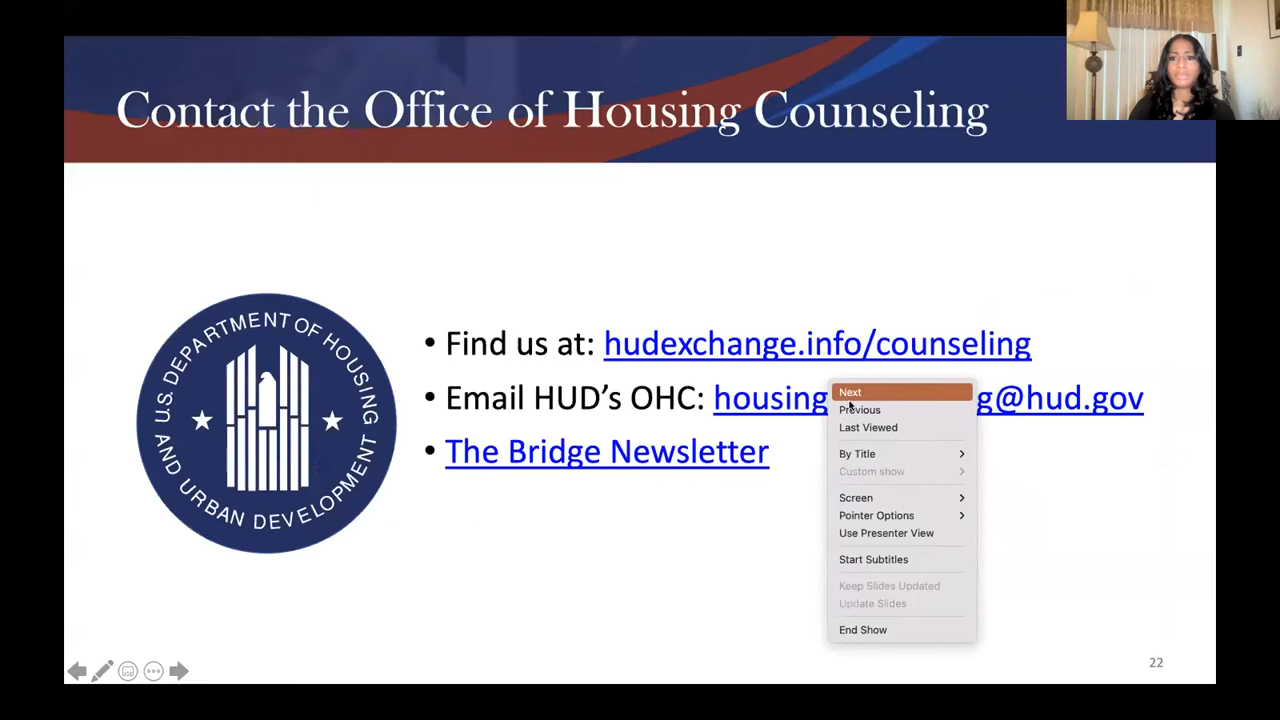 Contact the Office of Housing Counseling
U.S. DEPARTMENT OF HOUSING
AND URBAN DEVELOPMENT
• Find us at: hudexchange.info/counseling
• Email HUD’s OHC: housing g@hud.gov
• The Bridge Newsletter
Next
Previous
Last Viewed
By Title
Custom show
Screen
Pointer Options
Use Presenter View
Start Subtitles
Keep Slides Updated
Update Slides
End Show
22